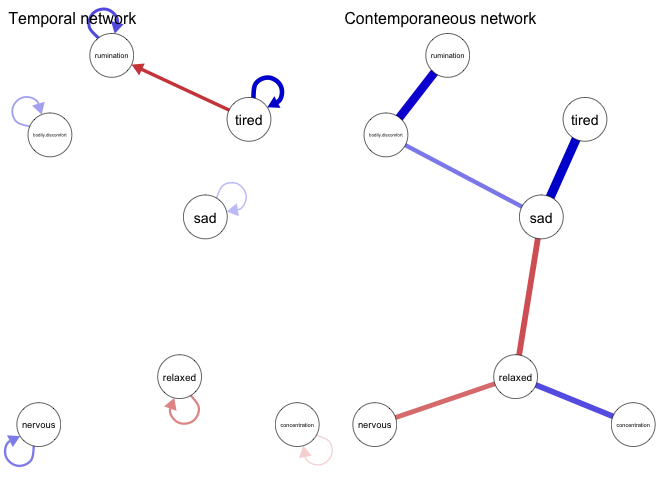 Temporal network
rumination
tired
bodily.discomfort
sad
relaxed
nervous
concentration
Contemporaneous network
rumination
tired
bodily.discomfort
sad
relaxed
nervous
concentration